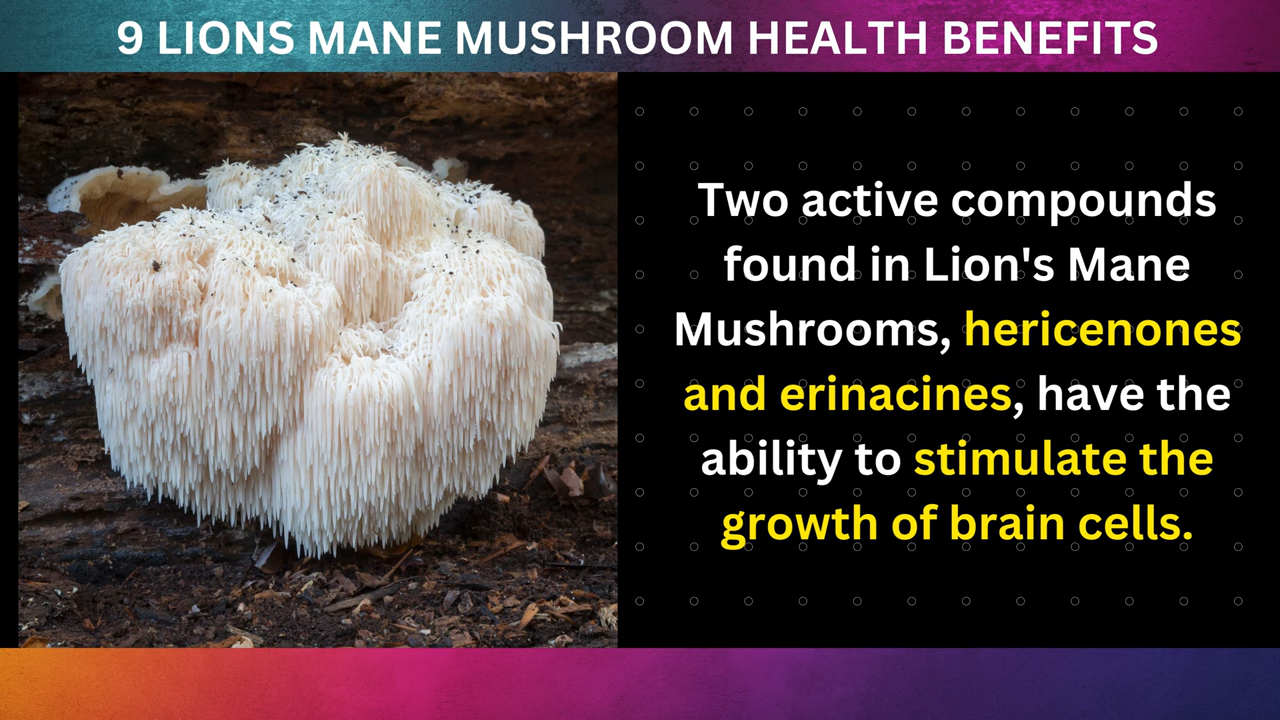 9 LIONS MANE MUSHROOM HEALTH BENEFITS
Two active compounds
found in Lion's Mane
Mushrooms, hericenones
and erinacines, have the
ability to stimulate the
growth of brain cells.